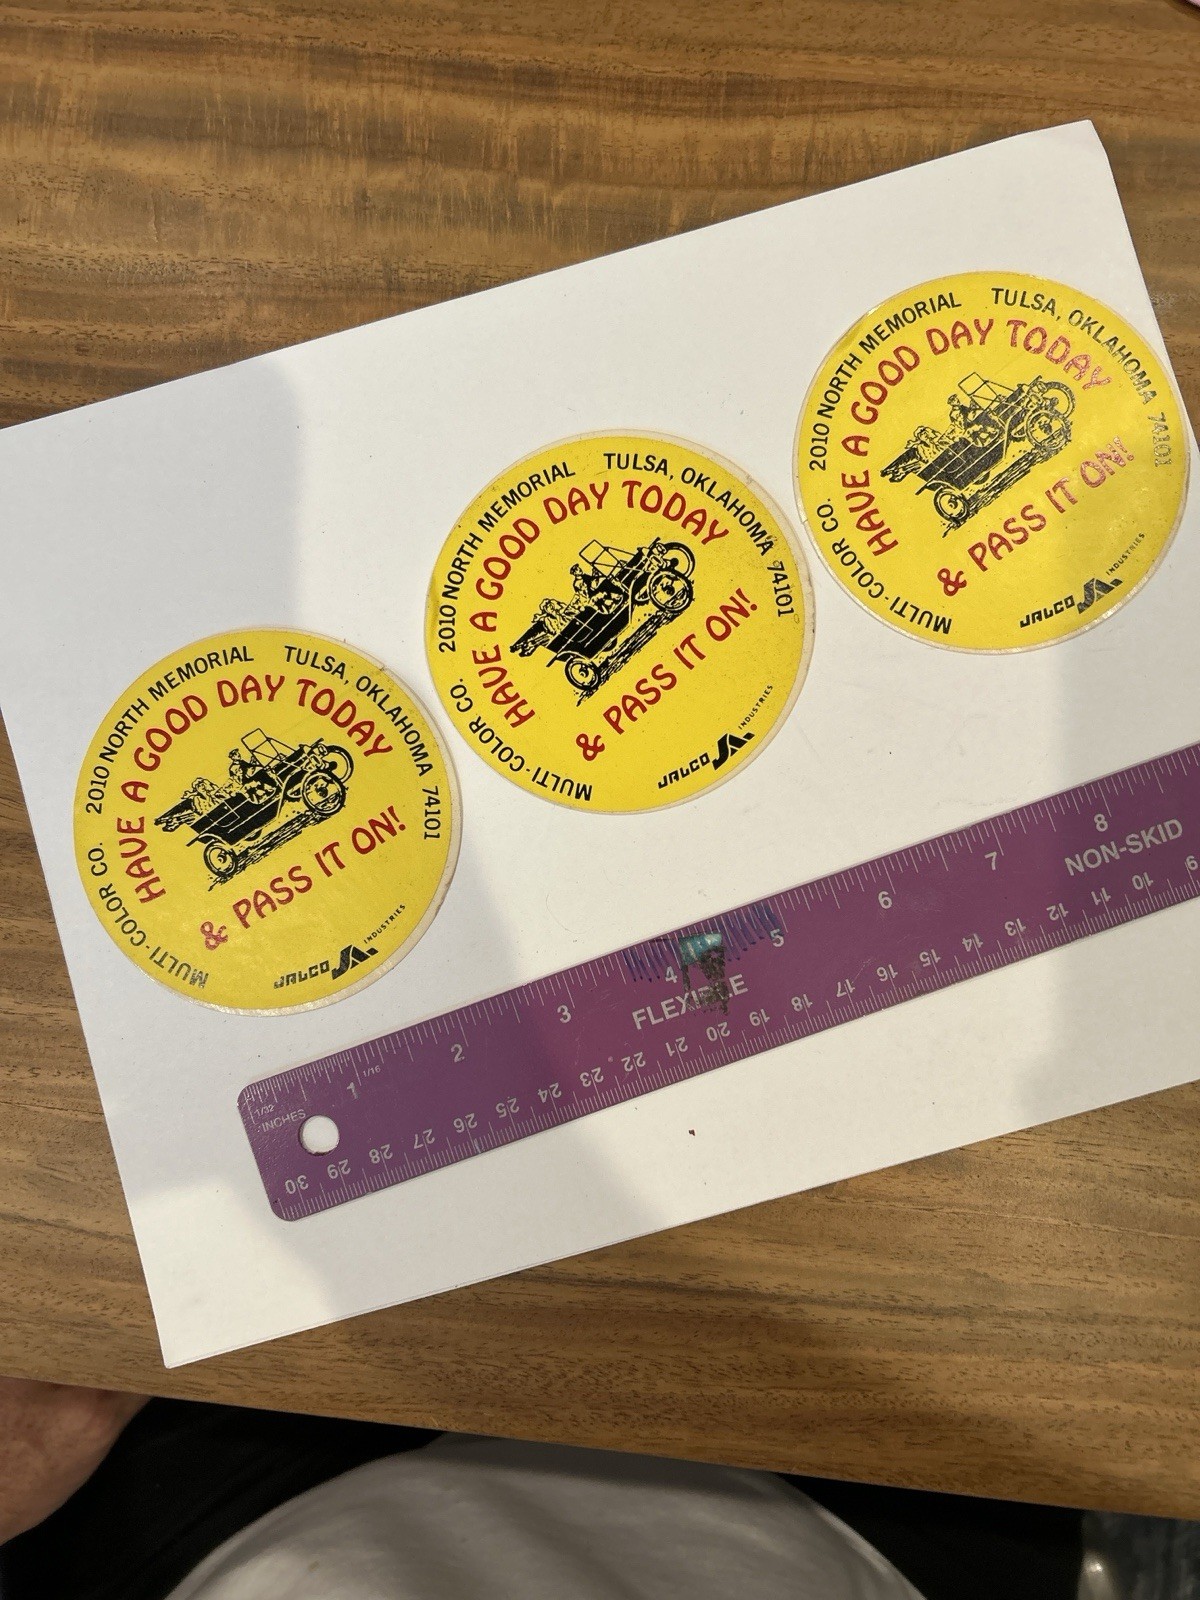 MULTI-COLOR CO. 2010 NORTH MEMORIAL TULSA, OKLAHOMA 74101
HAVE A GOOD DAY TODAY
& PASS IT ON!
JALCO JA INDUSTRIES
MULTI-COLOR CO. 2010 NORTH MEMORIAL TULSA, OKLAHOMA 74101
HAVE A GOOD DAY TODAY
& PASS IT ON!
JALCO JA INDUSTRIES
MULTI-COLOR CO. 2010 NORTH MEMORIAL TULSA, OKLAHOMA 74101
HAVE A GOOD DAY TODAY
& PASS IT ON!
JALCO JA INDUSTRIES
1 2 3 4 5 6 7 8
1/32 1/16
INCHES
FLEXIBLE NON-SKID
30 29 28 27 26 25 24 23 22 21 20 19 18 17 16 15 14 13 12 11 10 9